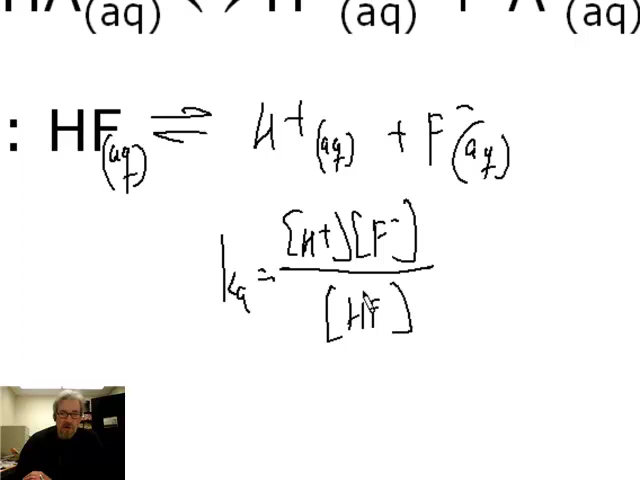 HA(aq) ⇌ H (aq) + A (aq)
: HF(aq) ⇌ H+(aq) + F-(aq)
Ka = [H+][F-]
[HF]